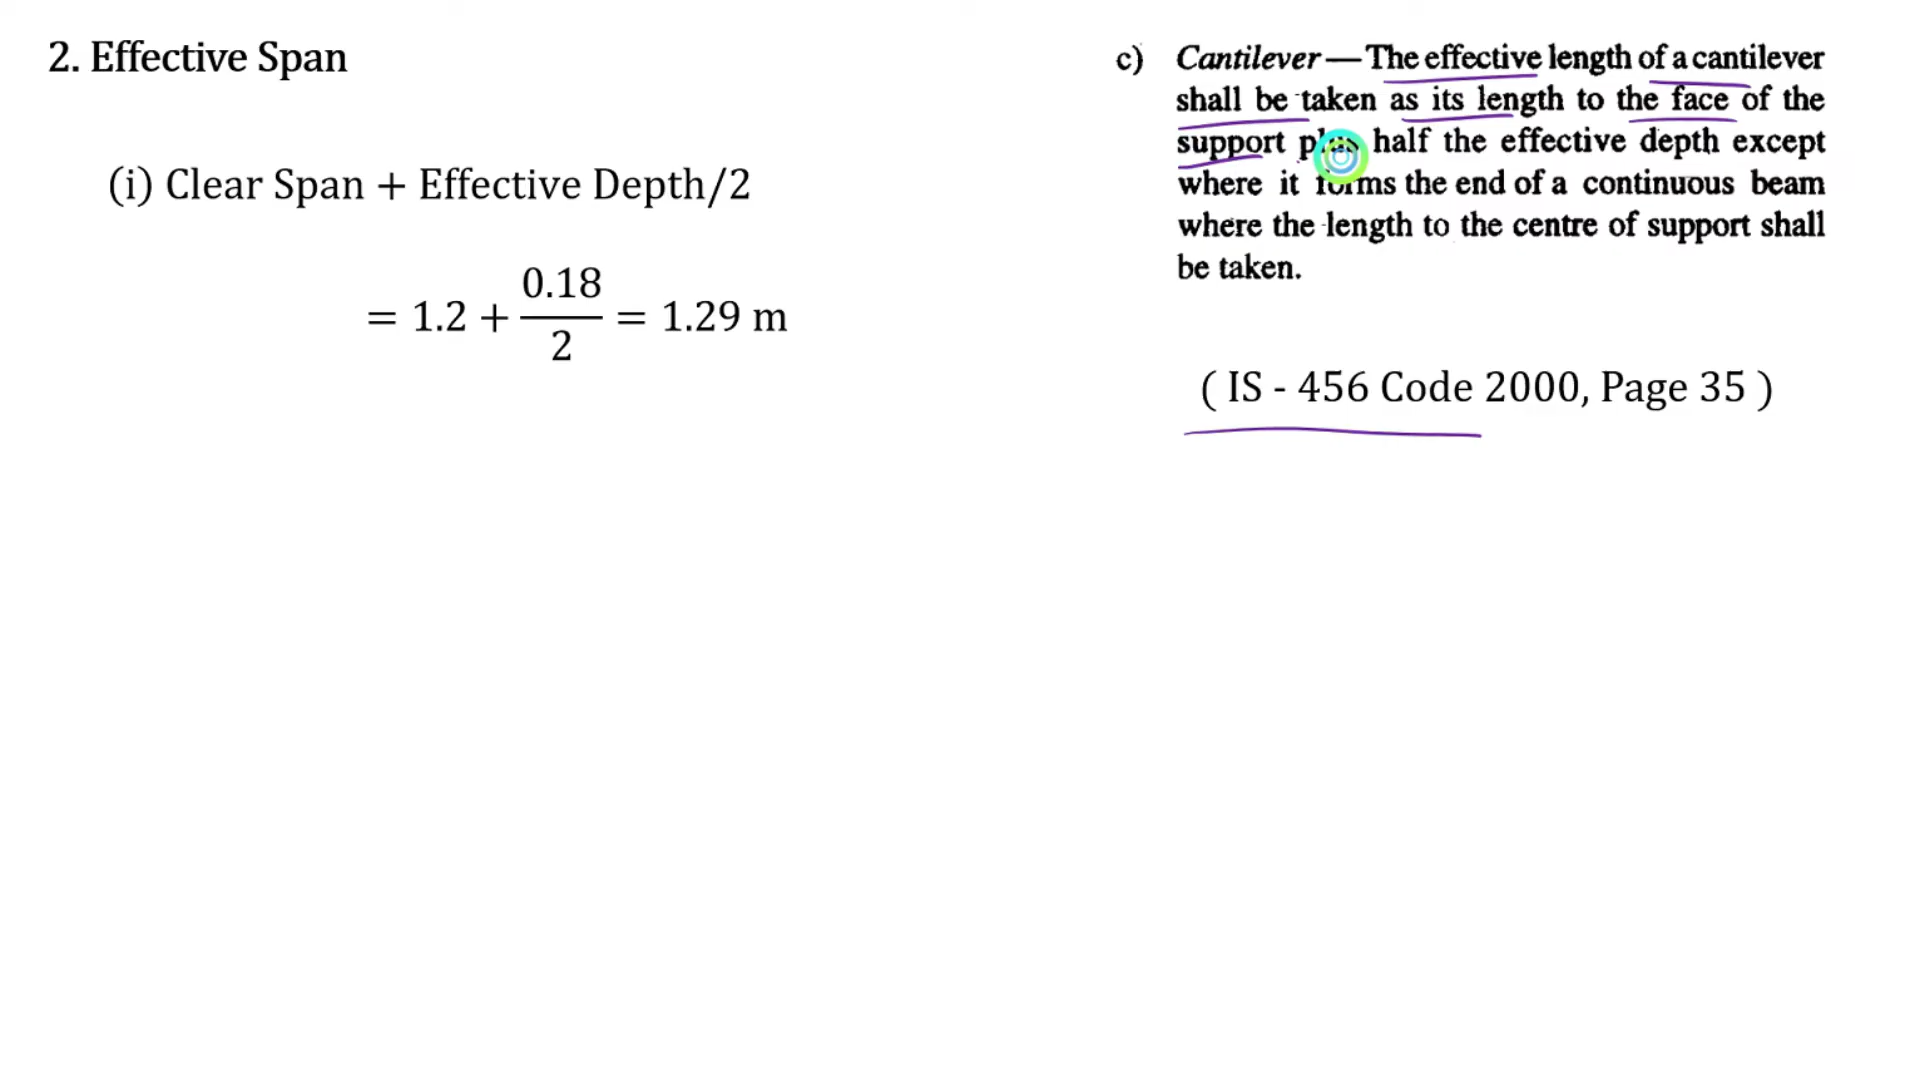 2. Effective Span
(i) Clear Span + Effective Depth/2
= 1.2 + 0.18/2 = 1.29 m
c) Cantilever—The effective length of a cantilever
shall be taken as its length to the face of the
support plus half the effective depth except
where it forms the end of a continuous beam
where the length to the centre of support shall
be taken.
( IS - 456 Code 2000, Page 35 )